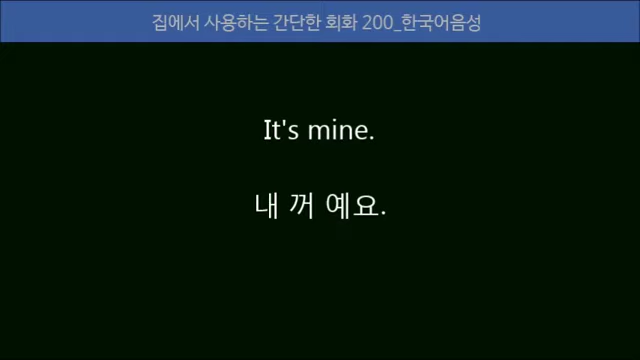 집에서 사용하는 간단한 회화 200_한국어음성
It's mine.
내 꺼 예요.